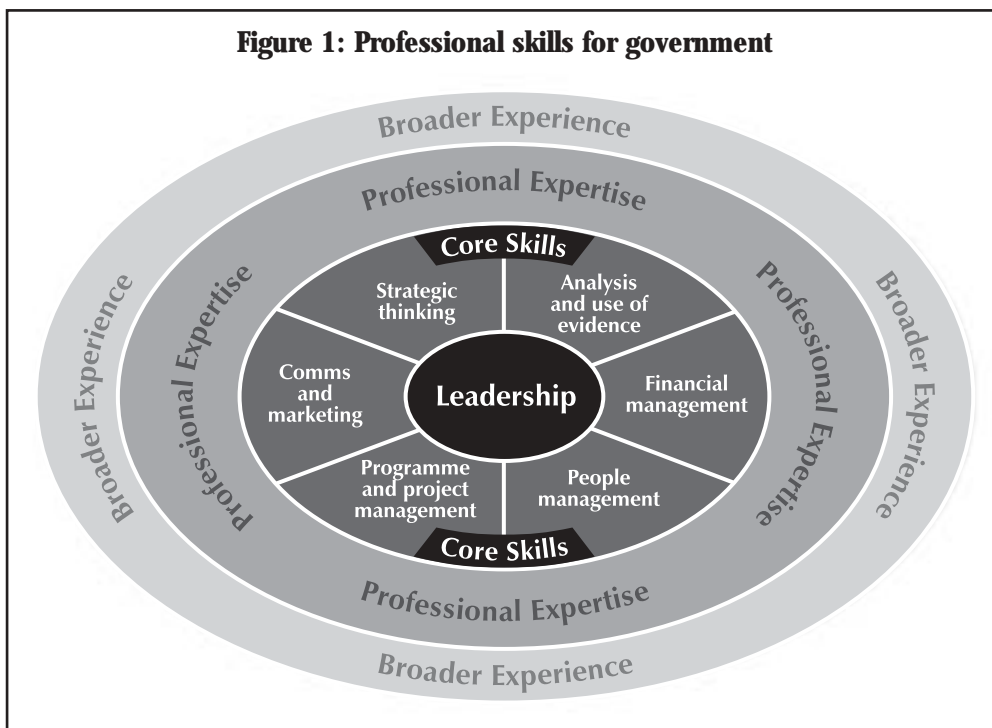 Figure 1: Professional skills for government
Broader Experience
Professional Expertise
Core Skills
Strategic
thinking
Analysis
and use of
evidence
Broader Experience
Professional Expertise
Comms
and
marketing
Leadership
Financial
management
Professional Expertise
Broader Experience
Programme
and project
management
People
management
Core Skills
Professional Expertise
Broader Experience